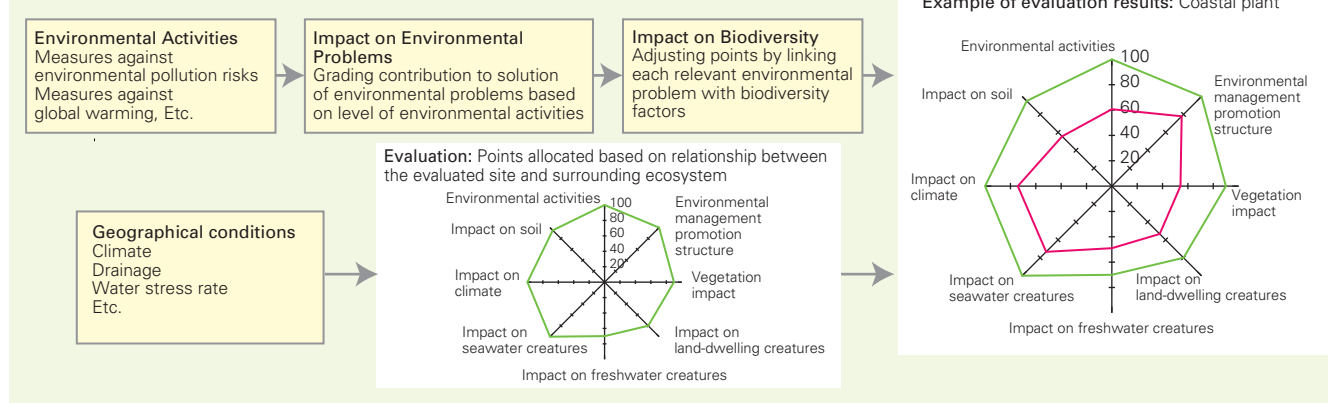 Environmental Activities
Measures against
environmental pollution risks
Measures against
global warming, Etc.
Impact on Environmental
Problems
Grading contribution to solution
of environmental problems based
on level of environmental activities
Impact on Biodiversity
Adjusting points by linking
each relevant environmental
problem with biodiversity
factors
Geographical conditions
Climate
Drainage
Water stress rate
Etc.
Evaluation: Points allocated based on relationship between
the evaluated site and surrounding ecosystem
Environmental activities
100
80
60
40
20
Environmental
management
promotion
structure
Vegetation
impact
Impact on
land-dwelling creatures
Impact on freshwater creatures
Impact on
seawater creatures
Impact on
climate
Impact on soil
Example of evaluation results: Coastal plant
Environmental activities
100
80
60
40
20
Environmental
management
promotion
structure
Vegetation
impact
Impact on
land-dwelling creatures
Impact on freshwater creatures
Impact on
seawater creatures
Impact on
climate
Impact on soil